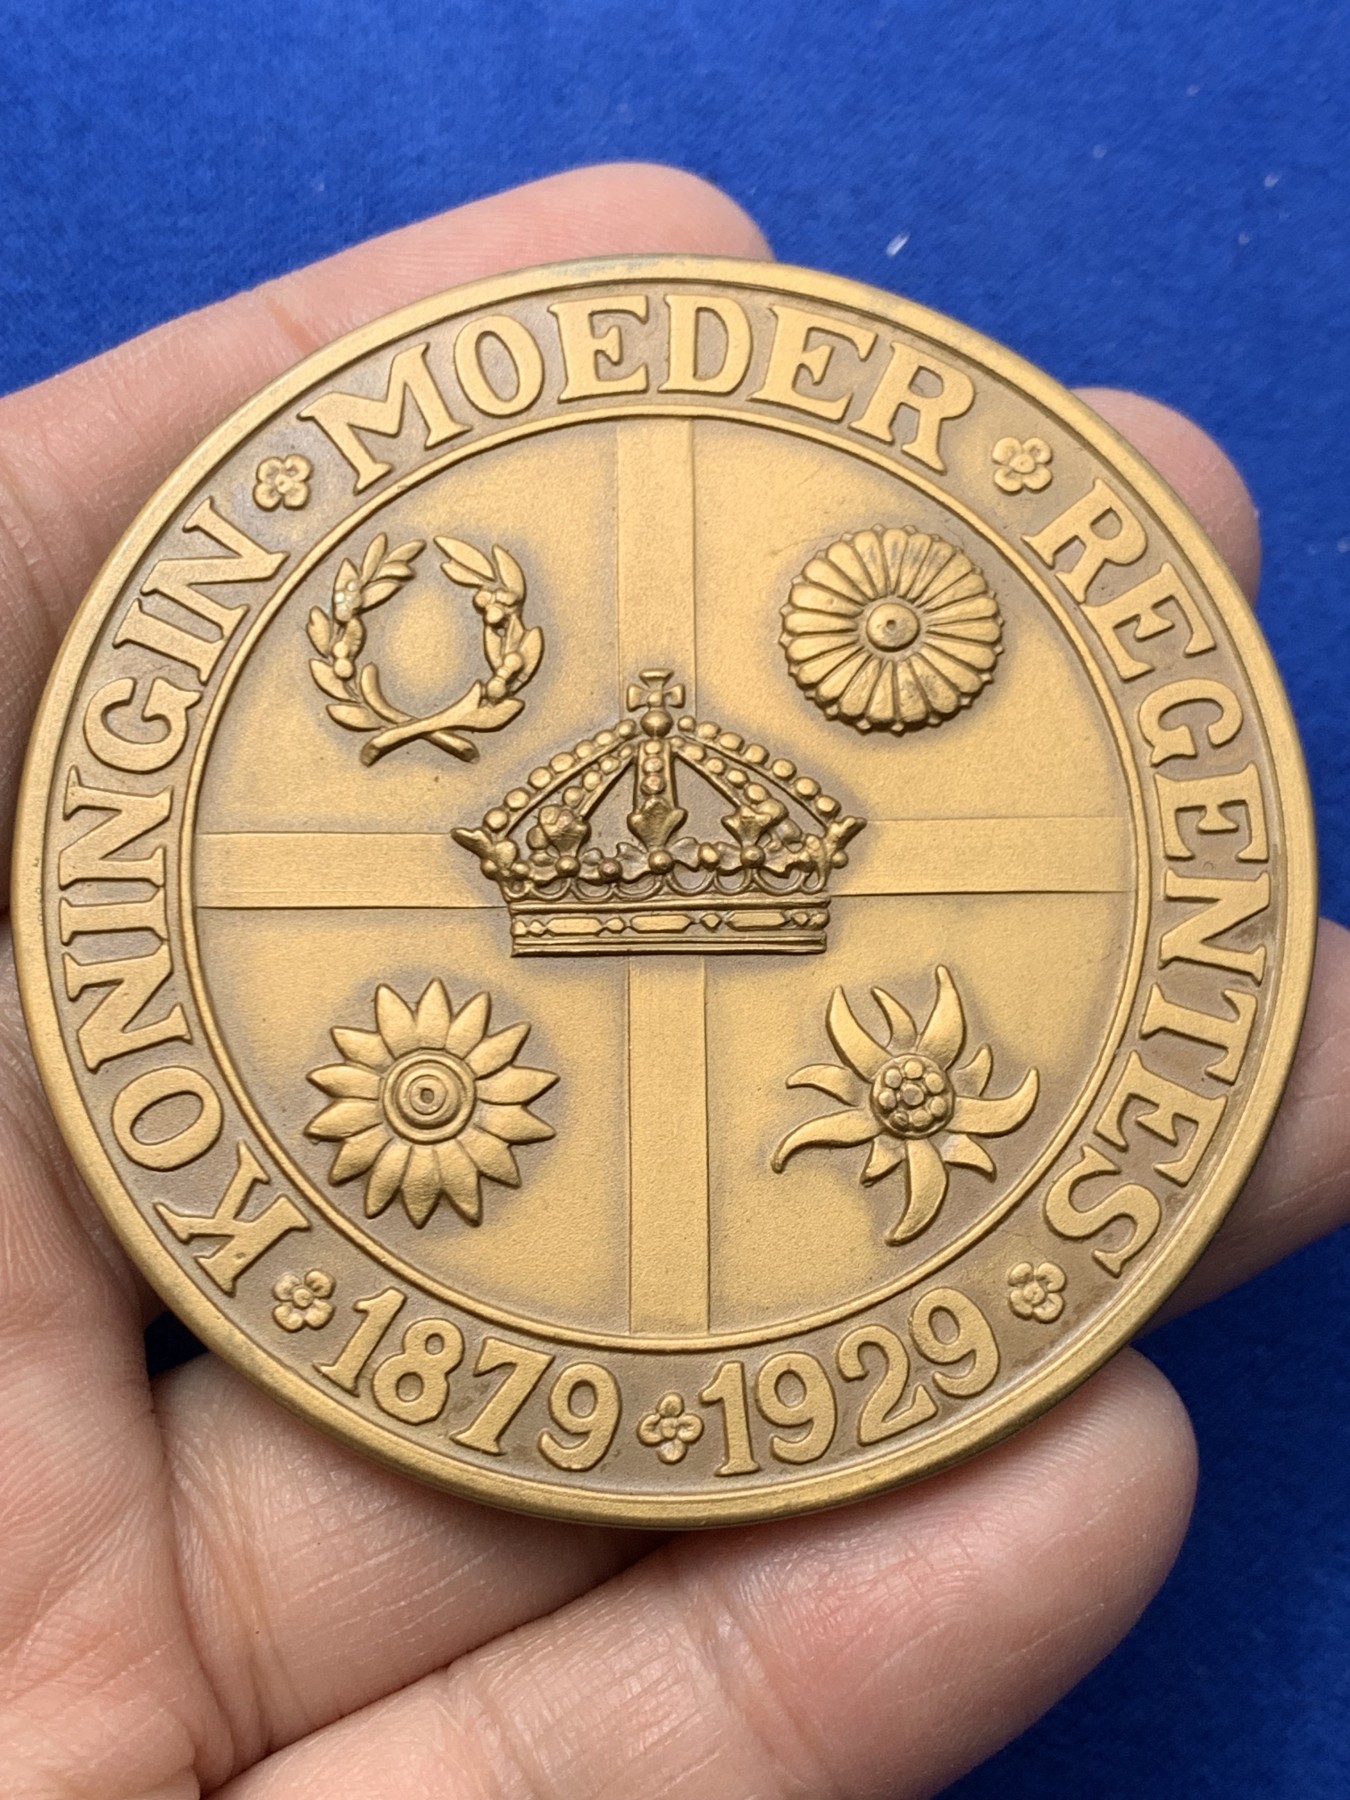 KONINGIN MOEDER REGENTES
1879 1929